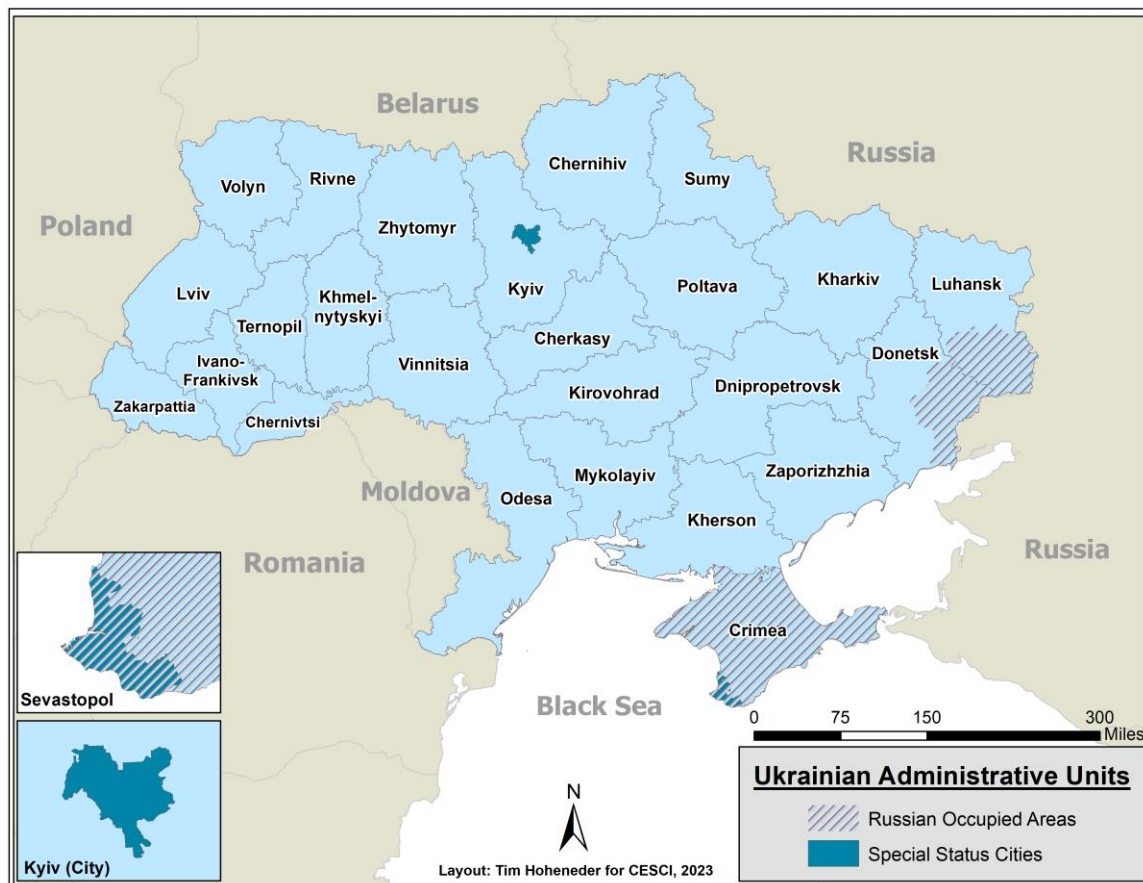 Belarus
Russia
Poland
Volyn
Rivne
Chernihiv
Sumy
Zhytomyr
Lviv
Ternopil
Khmel-
nytyskyi
Kyiv
Poltava
Kharkiv
Luhansk
Ivano-
Frankivsk
Vinnitsia
Cherkasy
Donetsk
Zakarpattia
Chernivtsi
Kirovohrad
Dnipropetrovsk
Moldova
Odesa
Mykolayiv
Zaporizhzhia
Kherson
Romania
Russia
Crimea
Black Sea
Sevastopol
Kyiv (City)
0 75 150 300
Miles
N
Layout: Tim Hoheneder for CESCI, 2023
Ukrainian Administrative Units
Russian Occupied Areas
Special Status Cities